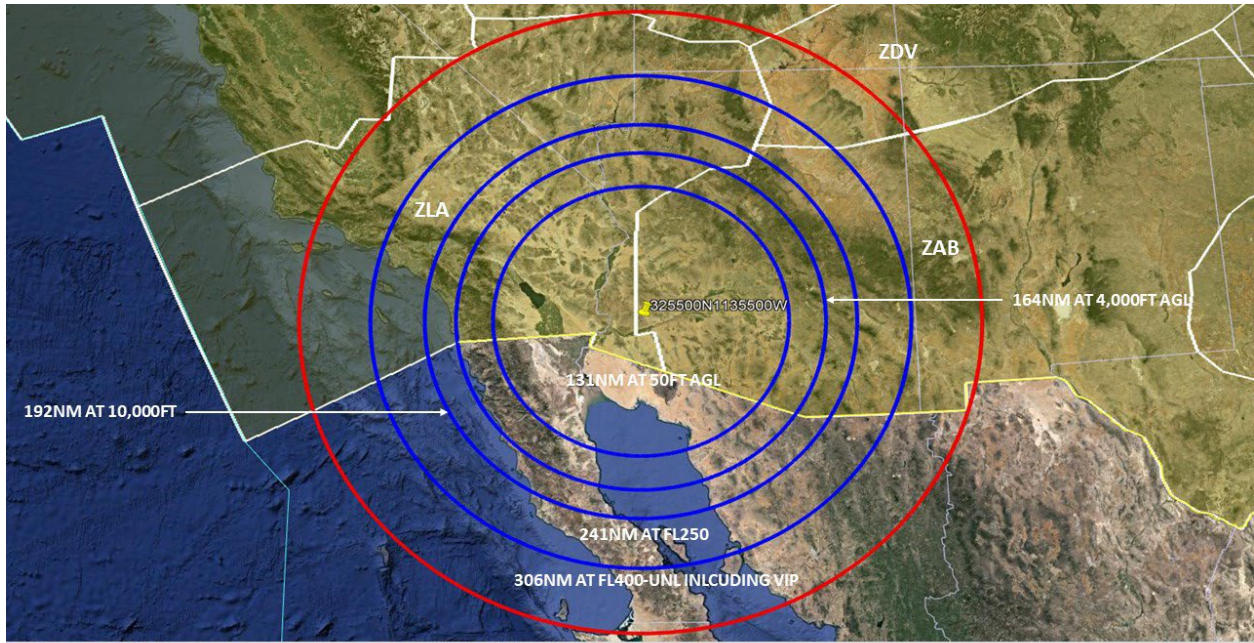 ZDV
ZLA
ZAB
325500N1135500W
164NM AT 4,000FT AGL
131NM AT 50FT AGL
192NM AT 10,000FT
241NM AT FL250
306NM AT FL400-UNL INLCUDING VIP